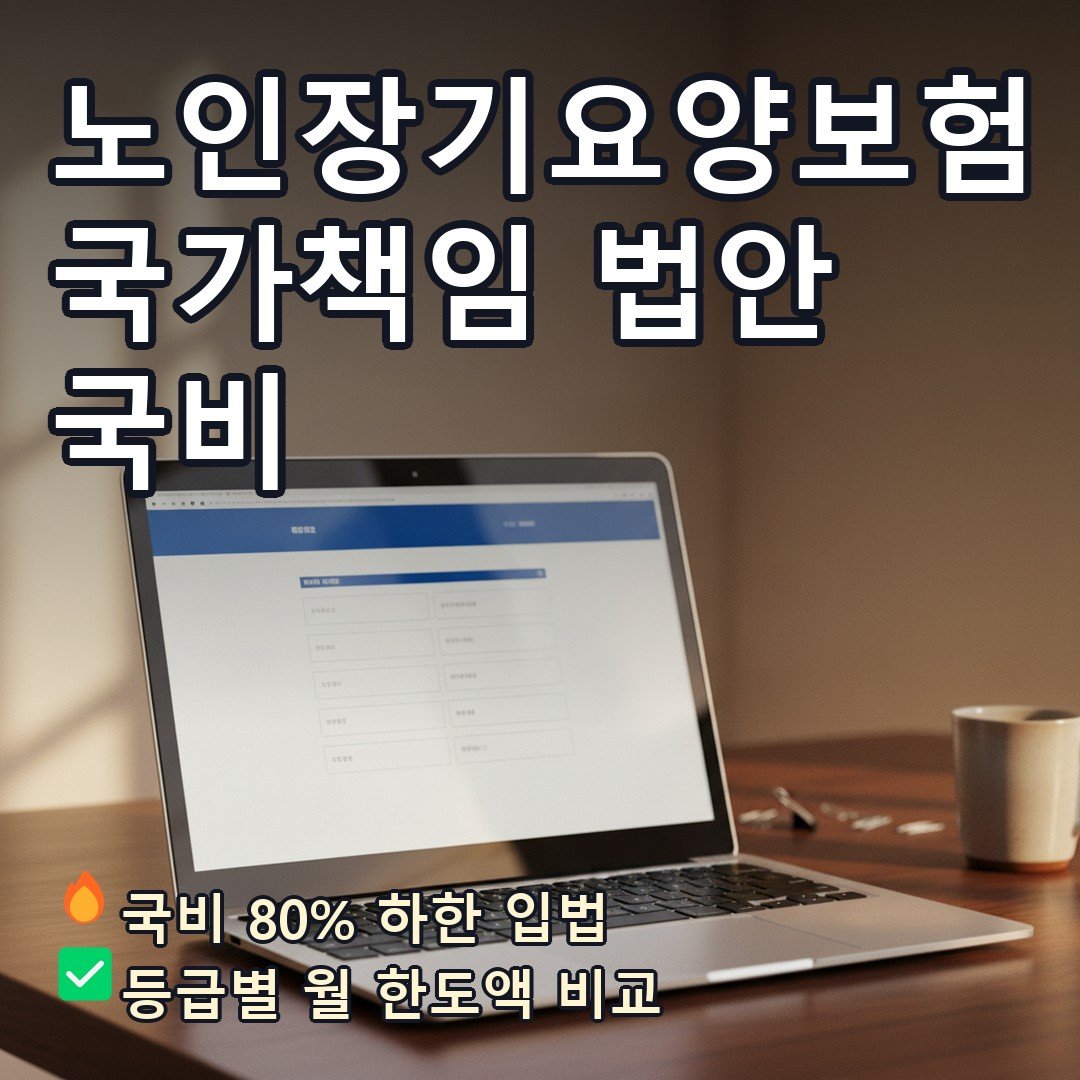 노인장기요양보험
국가책임 법안
국비
국비 80% 하한 입법
등급별 월 한도액 비교